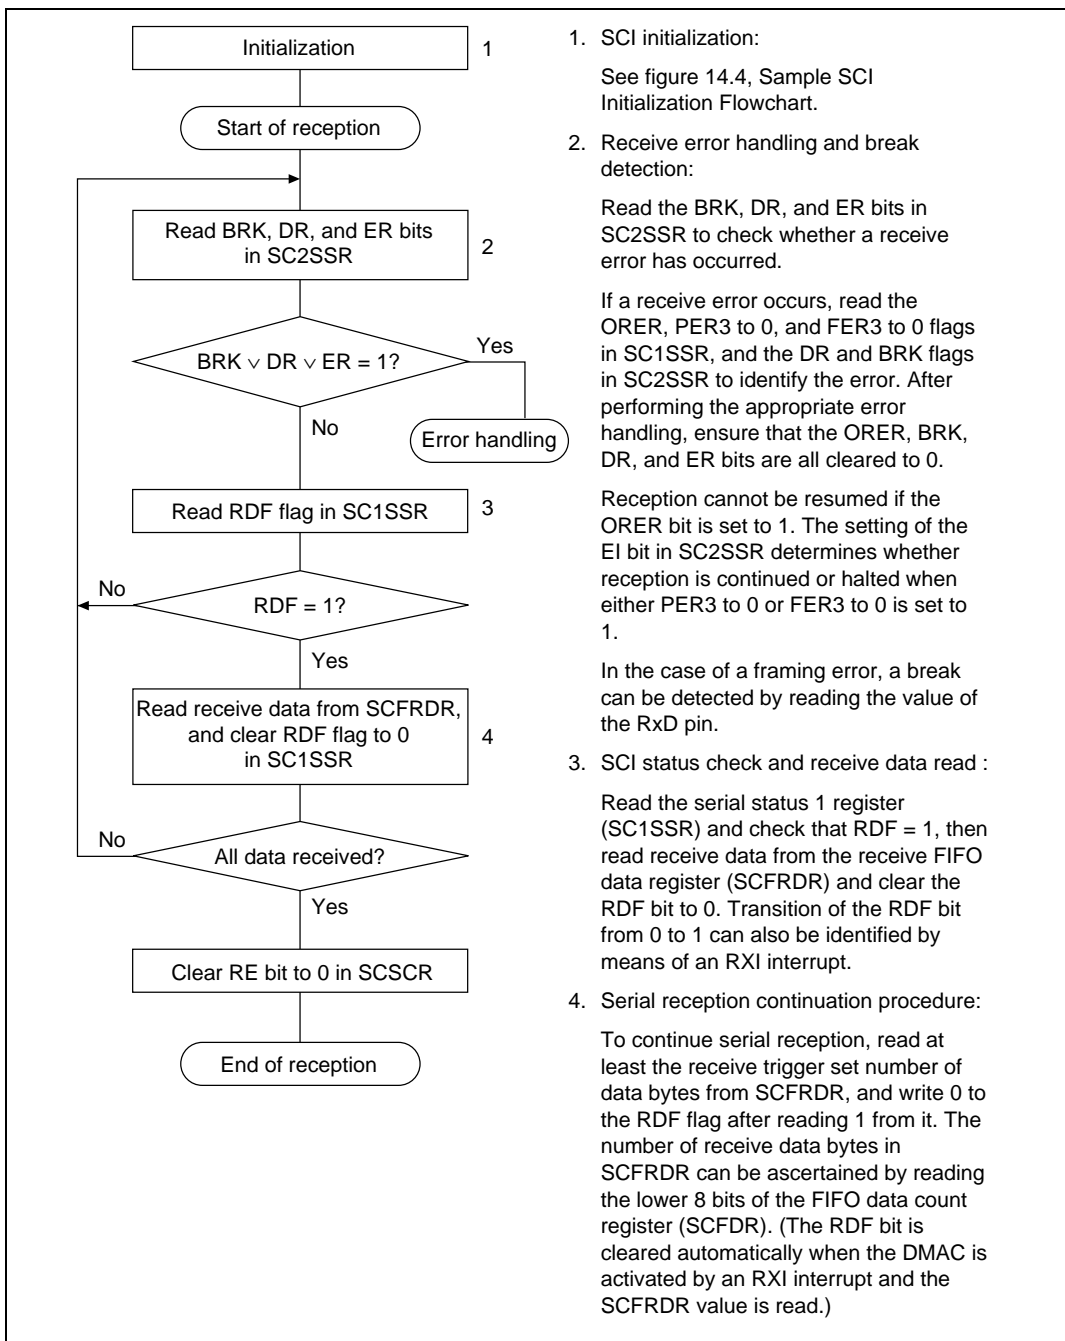 Initialization
1
Start of reception
Read BRK, DR, and ER bits
in SC2SSR
2
BRK ∨ DR ∨ ER = 1?
Yes
No
Error handling
Read RDF flag in SC1SSR
3
No
RDF = 1?
Yes
Read receive data from SCFRDR,
and clear RDF flag to 0
in SC1SSR
4
No
All data received?
Yes
Clear RE bit to 0 in SCSCR
End of reception
1. SCI initialization:
See figure 14.4, Sample SCI
Initialization Flowchart.
2. Receive error handling and break
detection:
Read the BRK, DR, and ER bits in
SC2SSR to check whether a receive
error has occurred.
If a receive error occurs, read the
ORER, PER3 to 0, and FER3 to 0 flags
in SC1SSR, and the DR and BRK flags
in SC2SSR to identify the error. After
performing the appropriate error
handling, ensure that the ORER, BRK,
DR, and ER bits are all cleared to 0.
Reception cannot be resumed if the
ORER bit is set to 1. The setting of the
EI bit in SC2SSR determines whether
reception is continued or halted when
either PER3 to 0 or FER3 to 0 is set to
1.
In the case of a framing error, a break
can be detected by reading the value of
the RxD pin.
3. SCI status check and receive data read :
Read the serial status 1 register
(SC1SSR) and check that RDF = 1, then
read receive data from the receive FIFO
data register (SCFRDR) and clear the
RDF bit to 0. Transition of the RDF bit
from 0 to 1 can also be identified by
means of an RXI interrupt.
4. Serial reception continuation procedure:
To continue serial reception, read at
least the receive trigger set number of
data bytes from SCFRDR, and write 0 to
the RDF flag after reading 1 from it. The
number of receive data bytes in
SCFRDR can be ascertained by reading
the lower 8 bits of the FIFO data count
register (SCFDR). (The RDF bit is
cleared automatically when the DMAC is
activated by an RXI interrupt and the
SCFRDR value is read.)